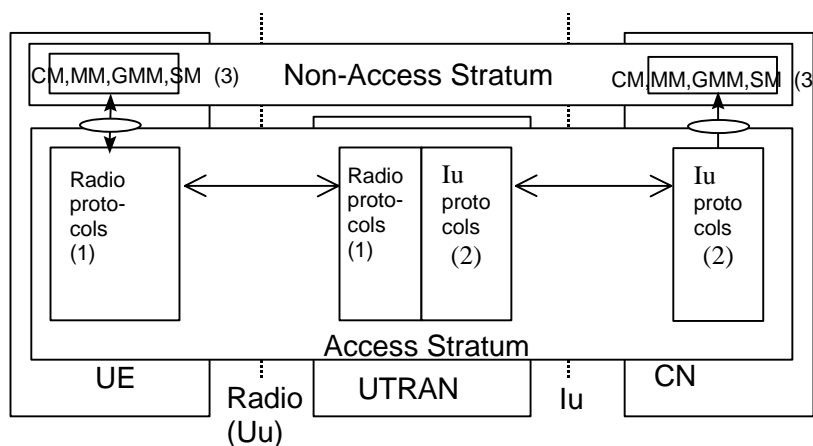 CM,MM,GMM,SM (3)
Non-Access Stratum
CM,MM,GMM,SM (3
Radio
proto-
cols
(1)
Radio
proto-
cols
(1)
Iu
proto
cols
(2)
Iu
proto
cols
(2)
Access Stratum
UE
UTRAN
CN
Radio
(Uu)
Iu